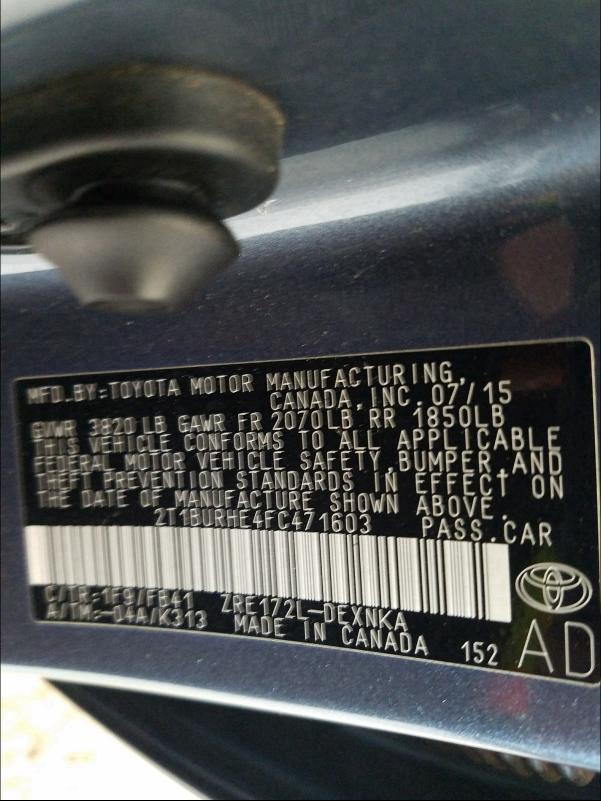 MFD.BY:TOYOTA MOTOR MANUFACTURING,
CANADA,INC. 07/15
GVWR 3820 LB GAWR FR 2070LB RR 1850LB
THIS VEHICLE CONFORMS TO ALL APPLICABLE
FEDERAL MOTOR VEHICLE SAFETY,BUMPER,AND
THEFT PREVENTION STANDARDS IN EFFECT ON
THE DATE OF MANUFACTURE SHOWN ABOVE.
2T1BURHE4FC471603 PASS.CAR
C/TR:1F9/FB41 ZRE172L-DEXNKA
A/TM:-04A/K313 MADE IN CANADA 152 AD